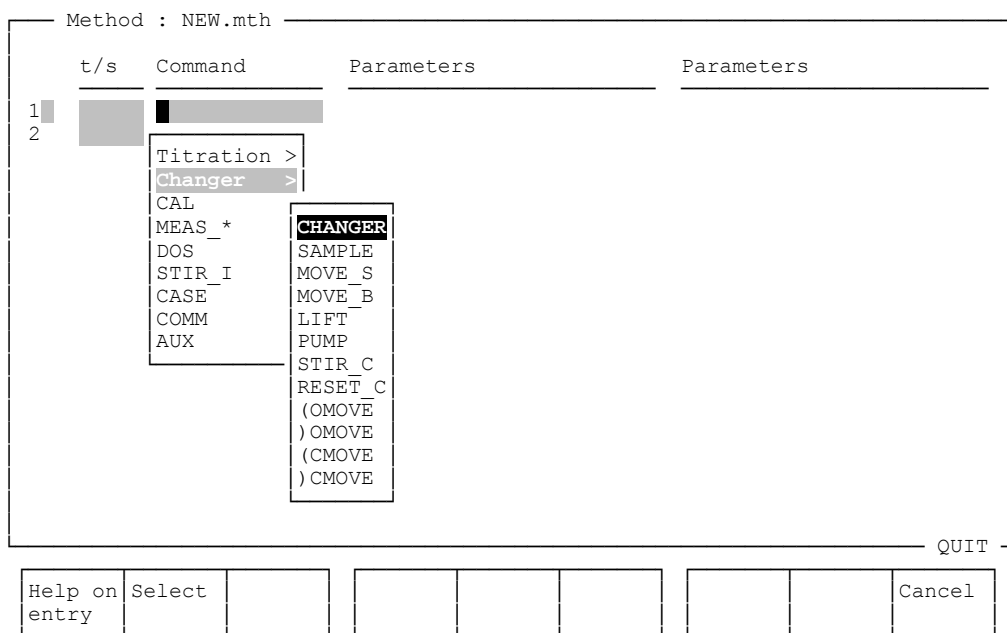 Method : NEW.mth
t/s Command Parameters Parameters
1
2
Titration >
Changer >
CAL
MEAS_*
DOS
STIR_I
CASE
COMM
AUX
CHANGER
SAMPLE
MOVE_S
MOVE_B
LIFT
PUMP
STIR_C
RESET_C
(OMOVE
)OMOVE
(CMOVE
)CMOVE
QUIT
Help on Select Cancel
entry